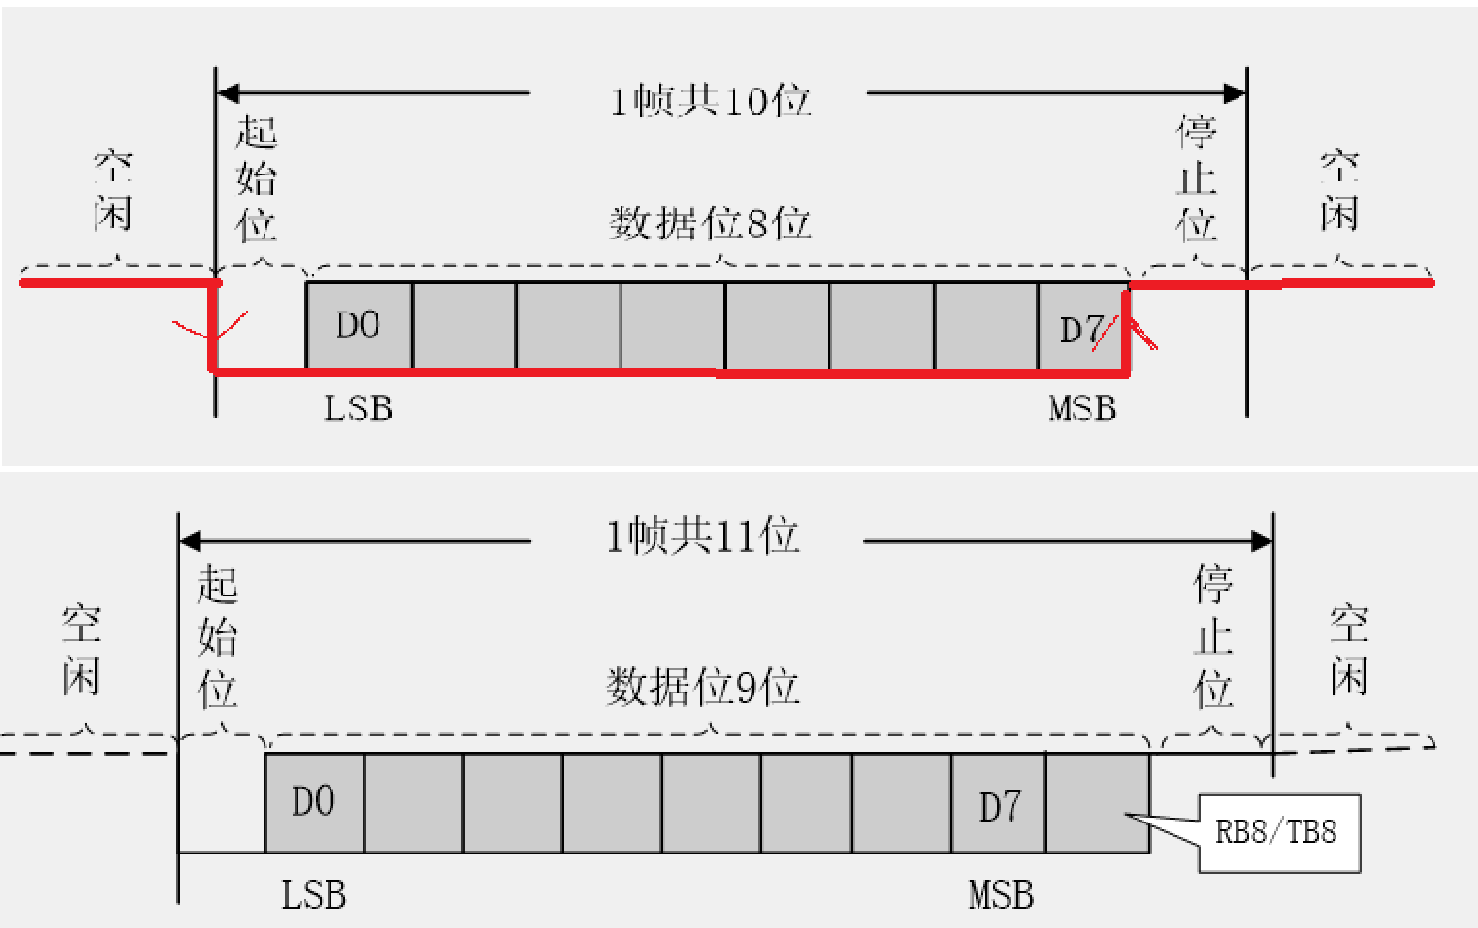 1帧共10位
空闲
起始位
数据位8位
停止位
空闲
D0
D7
LSB
MSB
1帧共11位
空闲
起始位
数据位9位
停止位
空闲
D0
D7
RB8/TB8
LSB
MSB